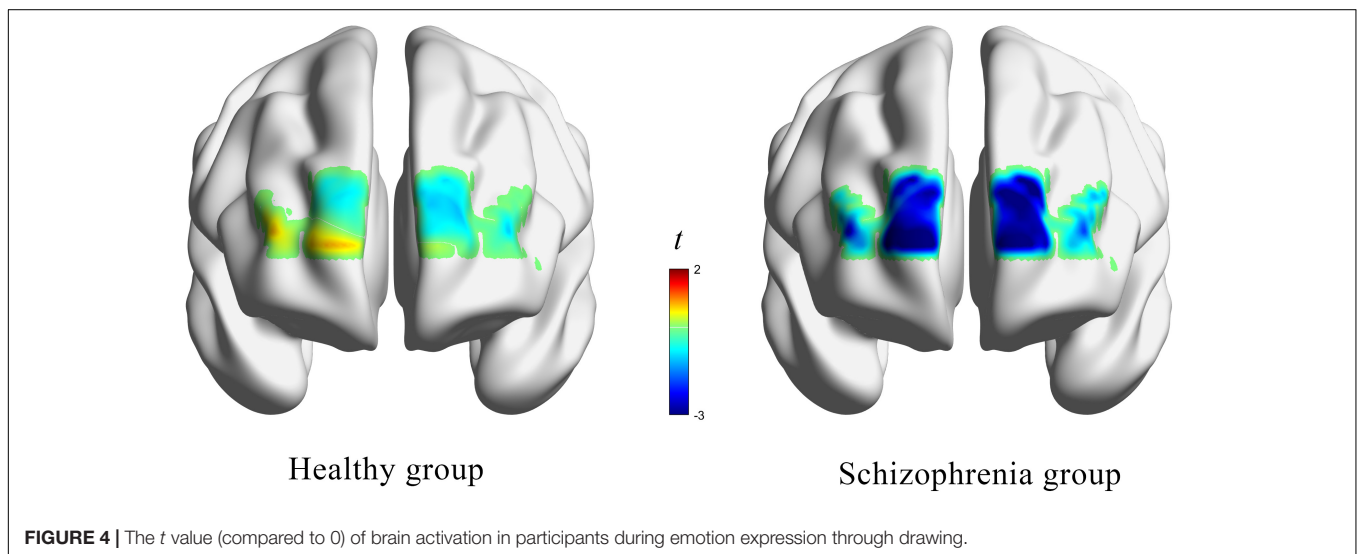 t
2
-3
Healthy group
Schizophrenia group
FIGURE 4 | The t value (compared to 0) of brain activation in participants during emotion expression through drawing.